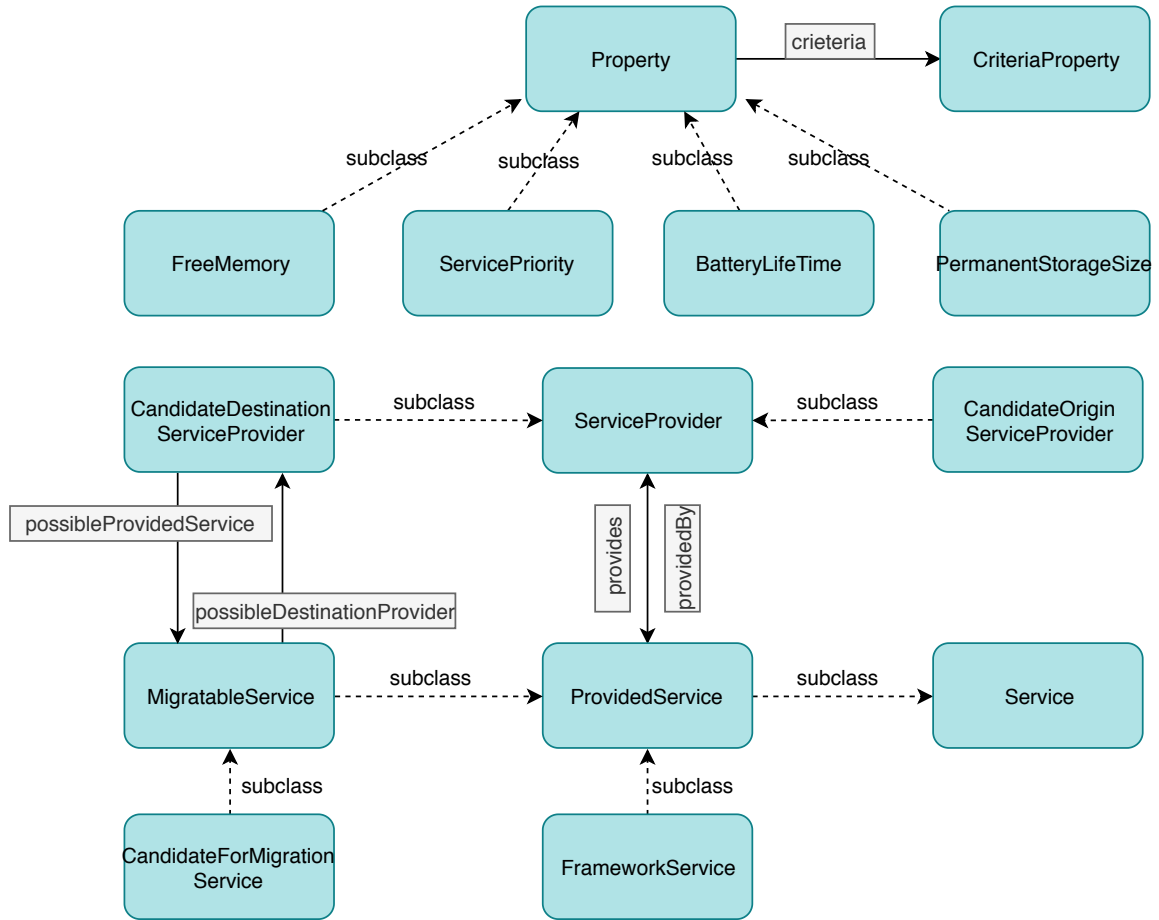 crieteria
Property
CriteriaProperty
subclass
subclass
subclass
subclass
FreeMemory
ServicePriority
BatteryLifeTime
PermanentStorageSize
CandidateDestination
ServiceProvider
subclass
ServiceProvider
subclass
CandidateOrigin
ServiceProvider
possibleProvidedService
provides
providedBy
possibleDestinationProvider
MigratableService
subclass
ProvidedService
subclass
Service
subclass
subclass
CandidateForMigration
Service
FrameworkService